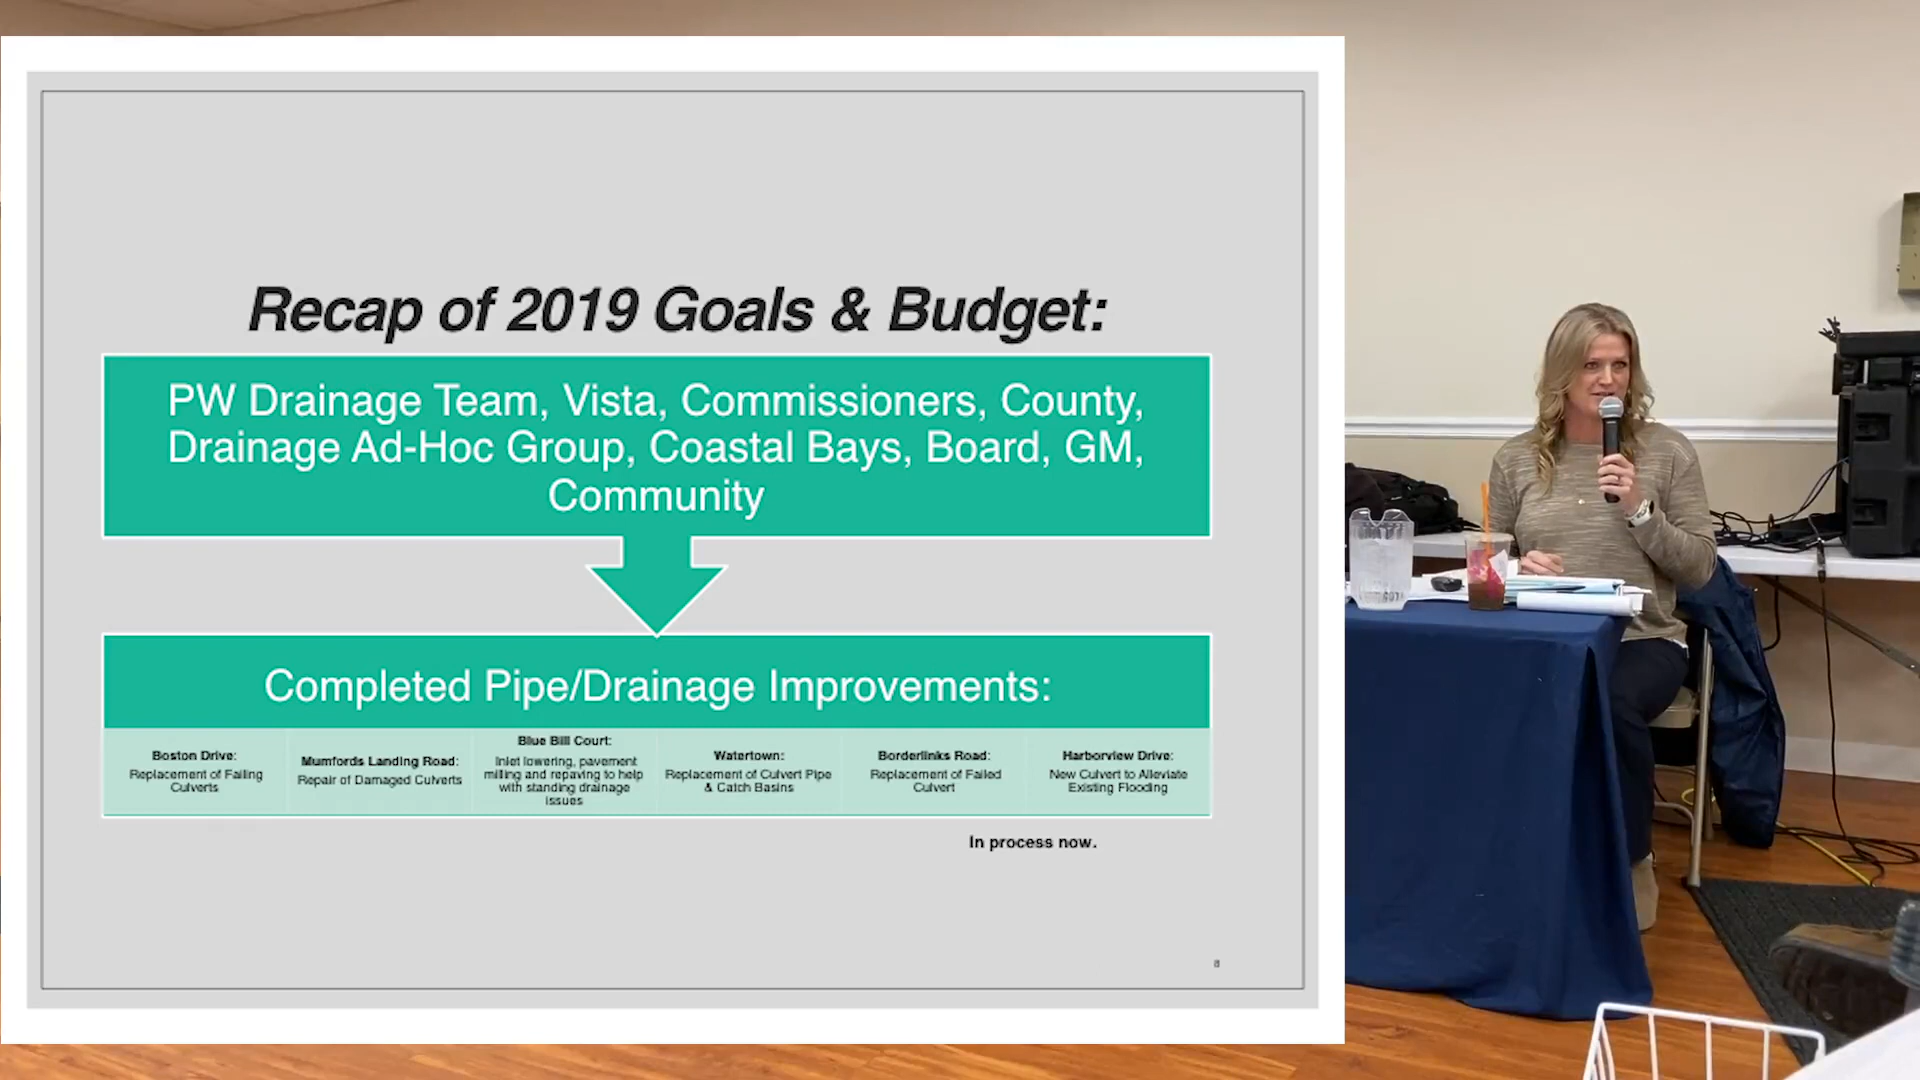 Recap of 2019 Goals & Budget:
PW Drainage Team, Vista, Commissioners, County,
Drainage Ad-Hoc Group, Coastal Bays, Board, GM,
Community
Completed Pipe/Drainage Improvements:
Boston Drive:
Replacement of Failing
Culverts
Mumfords Landing Road:
Repair of Damaged Culverts
Blue Bill Court:
Inlet lowering, pavement
milling and repaving to help
with standing drainage
issues
Watertown:
Replacement of Culvert Pipe
& Catch Basins
Borderlinks Road:
Replacement of Failed
Culvert
Harborview Drive:
New Culvert to Alleviate
Existing Flooding
In process now.